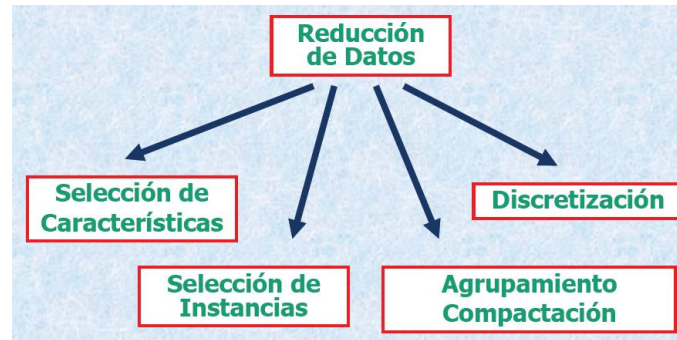 Reducción
de Datos
Selección de
Características
Discretización
Selección de
Instancias
Agrupamiento
Compactación